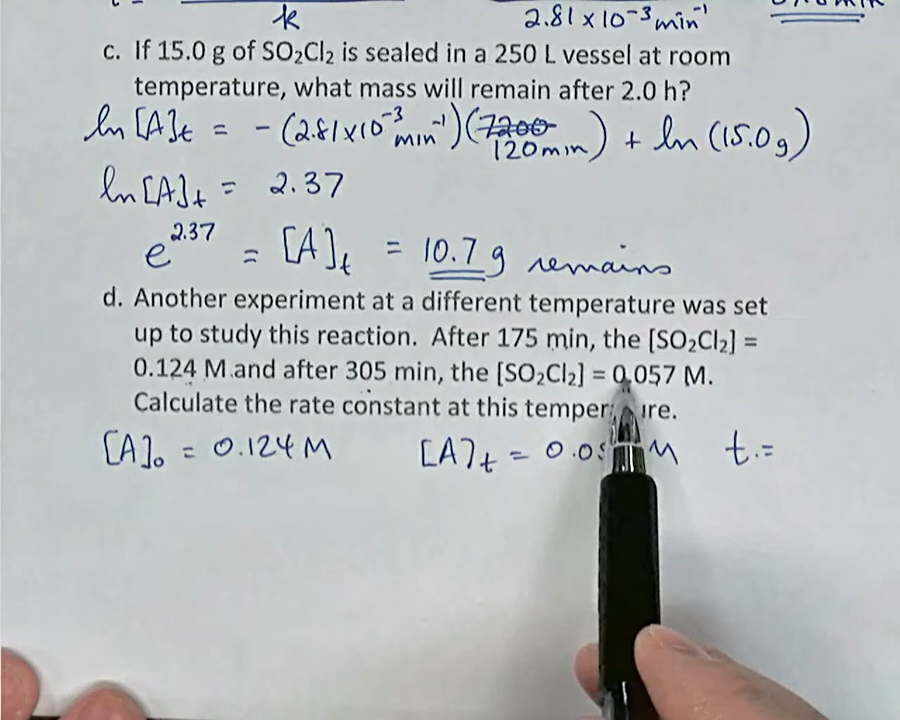 k
2.81 x 10⁻³ min⁻¹
c. If 15.0 g of SO₂Cl₂ is sealed in a 250 L vessel at room
temperature, what mass will remain after 2.0 h?
ln [A]t = - (2.81 x 10⁻³ min⁻¹)(7200 120 min) + ln (15.0 g)
ln [A]t = 2.37
e^2.37 = [A]t = 10.7 g remains
d. Another experiment at a different temperature was set
up to study this reaction. After 175 min, the [SO₂Cl₂] =
0.124 M and after 305 min, the [SO₂Cl₂] = 0.057 M.
Calculate the rate constant at this
[A]₀ = 0.124 M [A]t = M t =